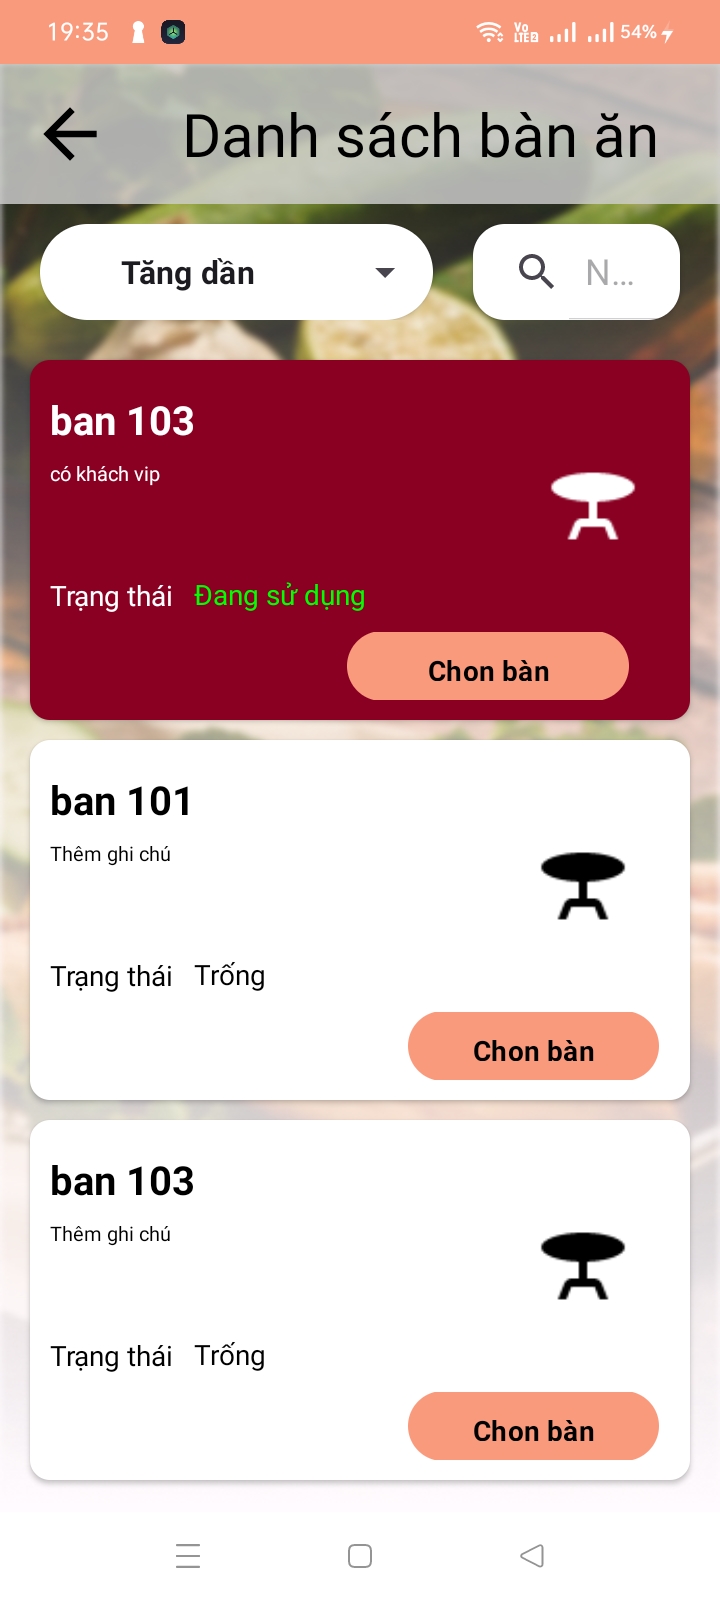 19:35 Vo LTE2 54%
Danh sách bàn ăn
Tăng dần N...
ban 103
có khách vip
Trạng thái Đang sử dụng
Chon bàn
ban 101
Thêm ghi chú
Trạng thái Trống
Chon bàn
ban 103
Thêm ghi chú
Trạng thái Trống
Chon bàn